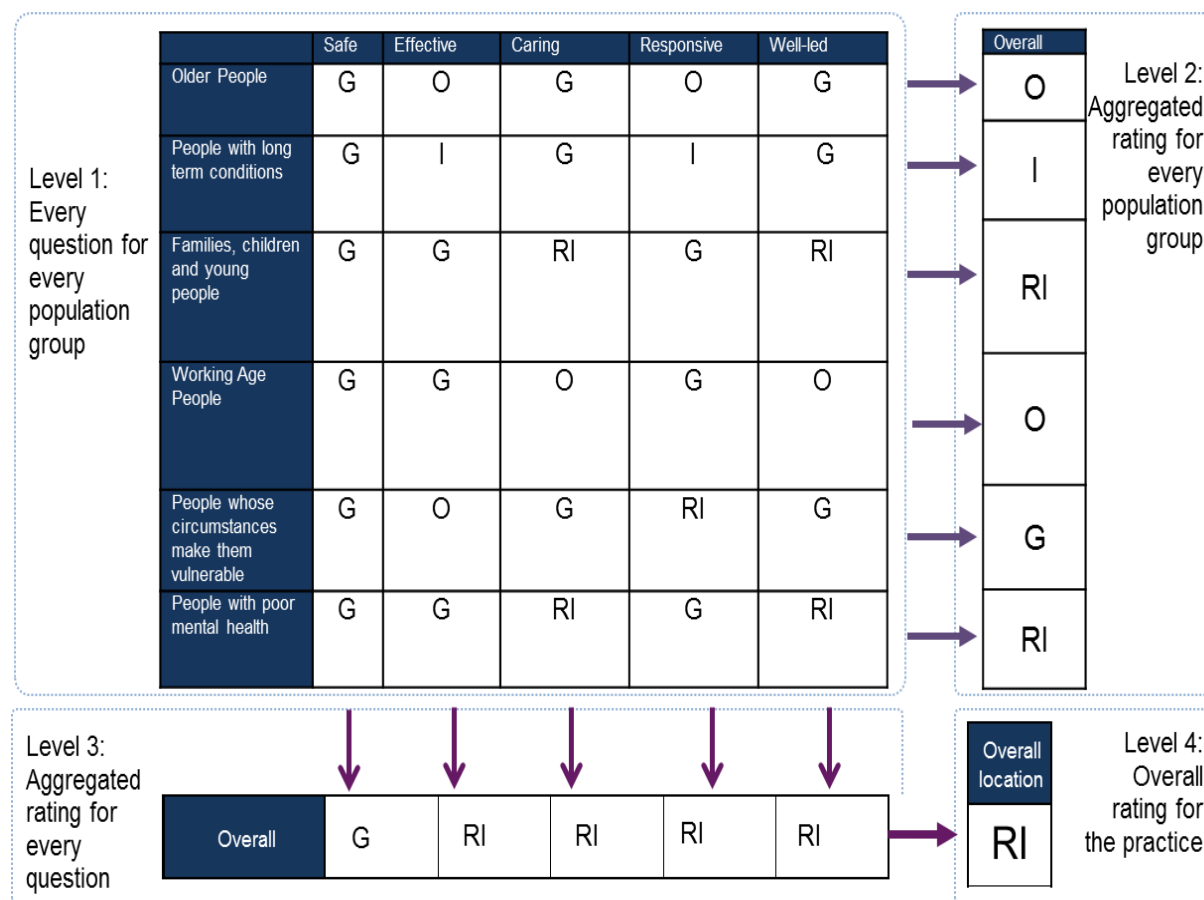 Level 1:
Every
question for
every
population
group
Safe Effective Caring Responsive Well-led
Older People G O G O G
People with long
term conditions G I G I G
Families, children
and young
people G G RI G RI
Working Age
People G G O G O
People whose
circumstances
make them
vulnerable G O G RI G
People with poor
mental health G G RI G RI
Overall
O
I
RI
O
G
RI
Level 2:
Aggregated
rating for
every
population
group
Level 3:
Aggregated
rating for
every
question
Overall G RI RI RI RI
Overall
location
RI
Level 4:
Overall
rating for
the practice